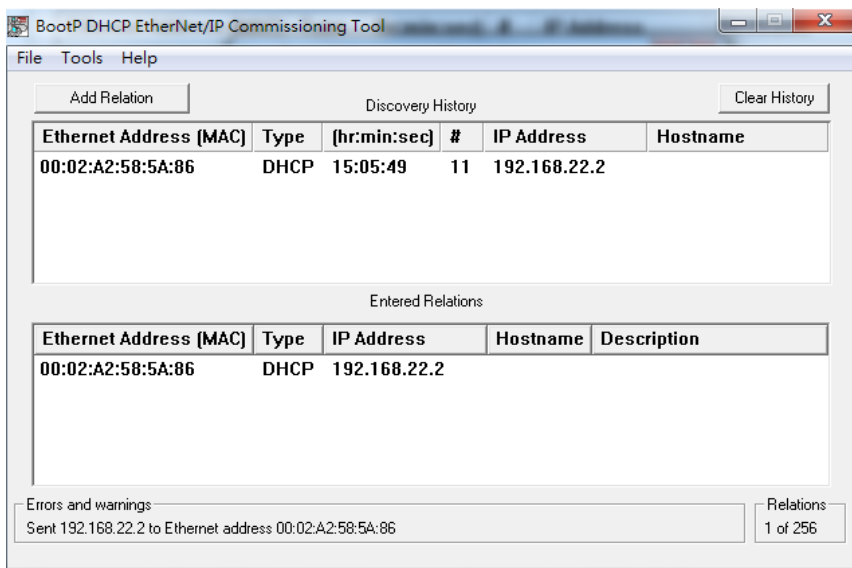 BootP DHCP EtherNet/IP Commissioning Tool
File Tools Help
Add Relation Discovery History Clear History
Ethernet Address (MAC) Type (hr:min:sec) # IP Address Hostname
00:02:A2:58:5A:86 DHCP 15:05:49 11 192.168.22.2
Entered Relations
Ethernet Address (MAC) Type IP Address Hostname Description
00:02:A2:58:5A:86 DHCP 192.168.22.2
Errors and warnings Relations
Sent 192.168.22.2 to Ethernet address 00:02:A2:58:5A:86 1 of 256